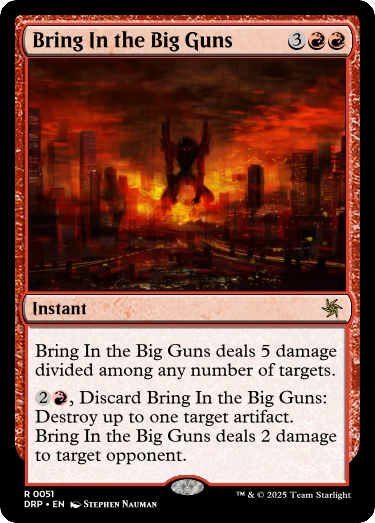 Bring In the Big Guns 3
Instant
Bring In the Big Guns deals 5 damage
divided among any number of targets.
2, Discard Bring In the Big Guns:
Destroy up to one target artifact.
Bring In the Big Guns deals 2 damage
to target opponent.
R 0051
DRP • EN Stephen Nauman
™ & © 2025 Team Starlight